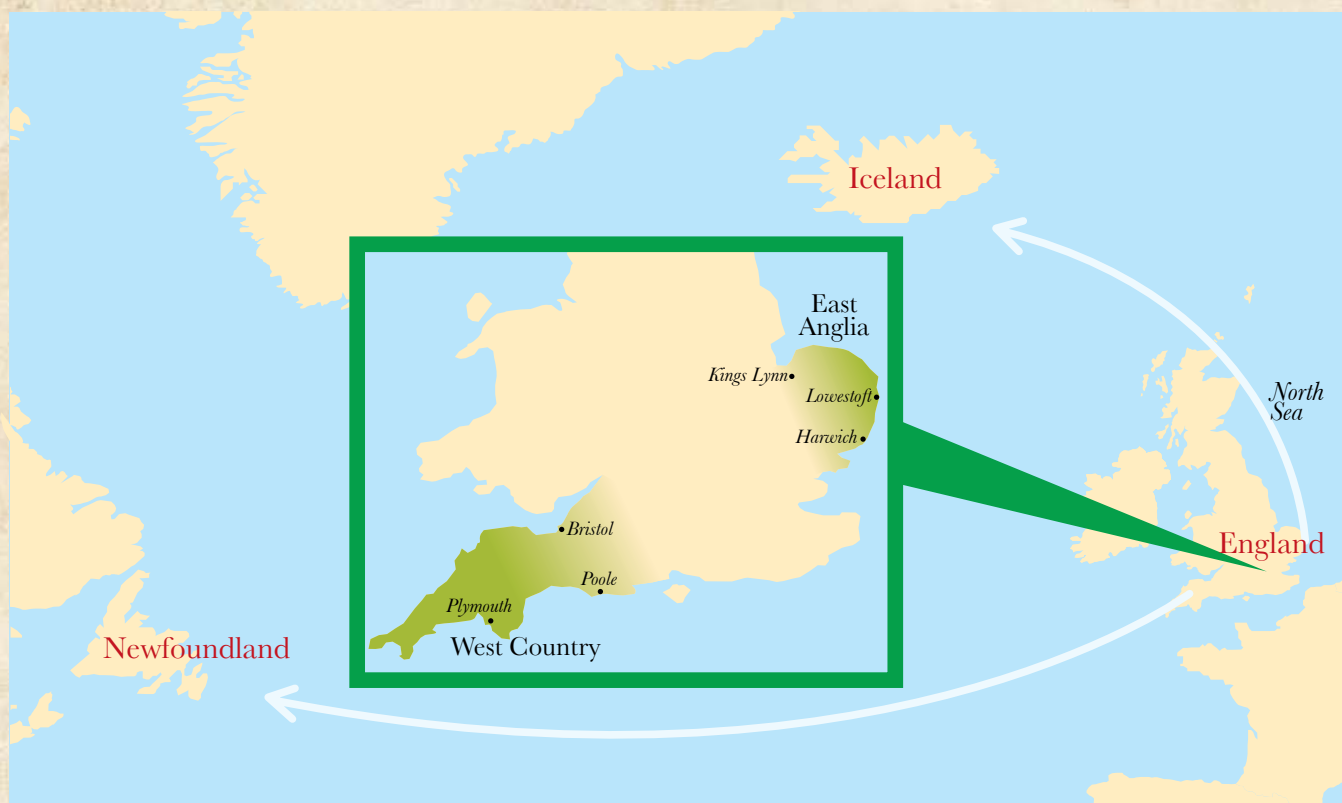 Iceland
East
Anglia
Kings Lynn
Lowestoft
Harwich
North
Sea
Bristol
England
Poole
Plymouth
West Country
Newfoundland